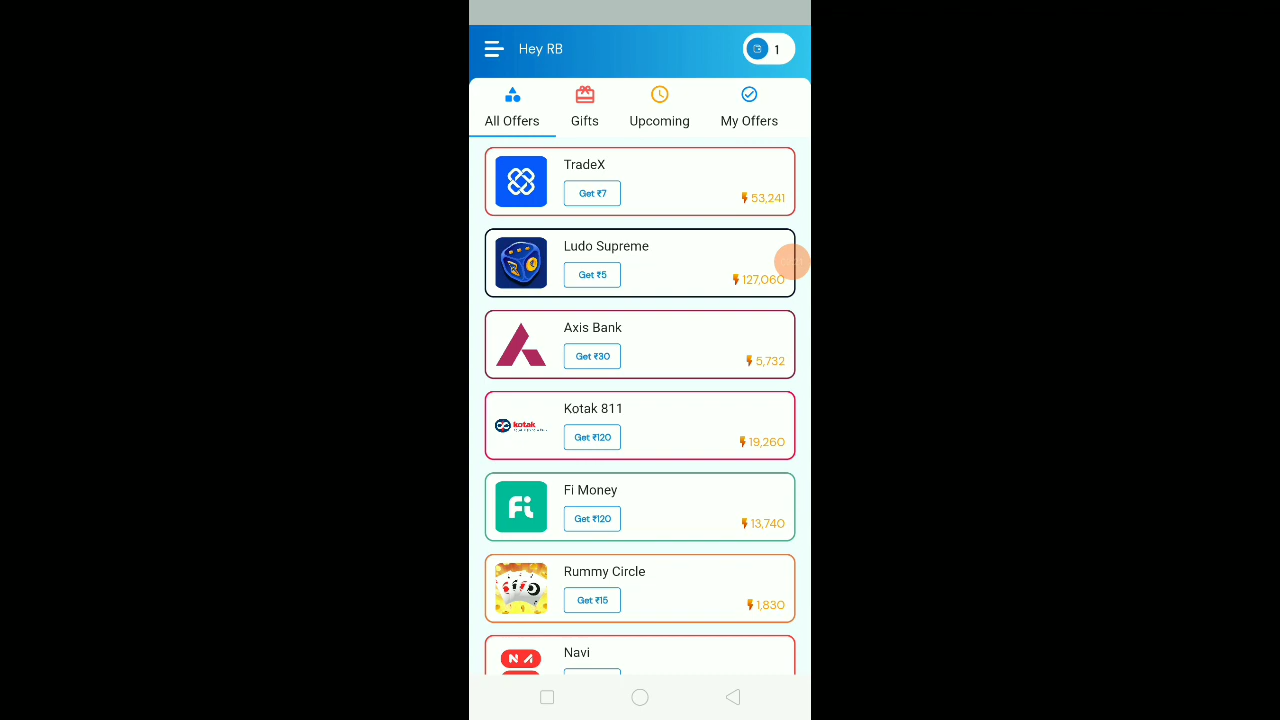 Hey RB
1
All Offers
Gifts
Upcoming
My Offers
TradeX
Get ₹7
53,241
Ludo Supreme
Get ₹5
127,060
Axis Bank
Get ₹30
5,732
Kotak 811
kotak
Get ₹120
19,260
Fi Money
Fi
Get ₹120
13,740
Rummy Circle
Get ₹15
1,830
Navi